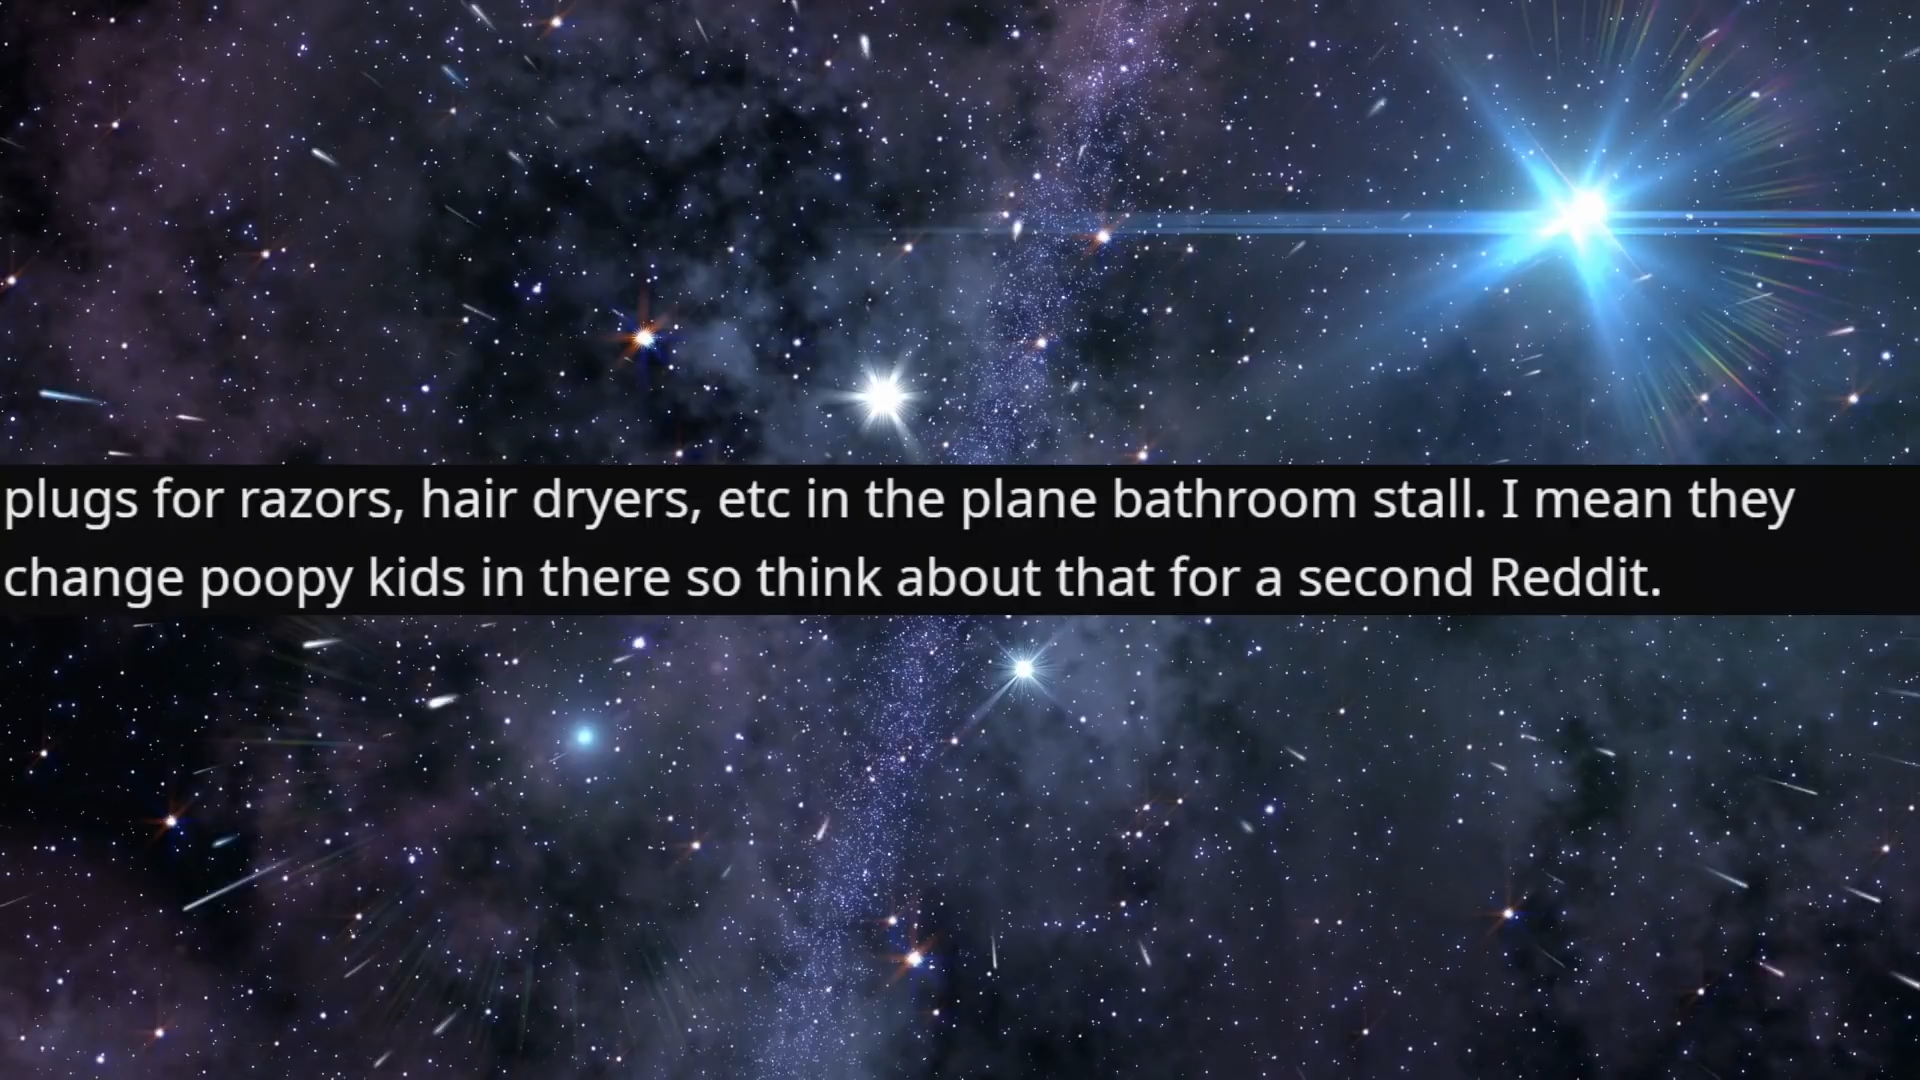 plugs for razors, hair dryers, etc in the plane bathroom stall. I mean they
change poopy kids in there so think about that for a second Reddit.